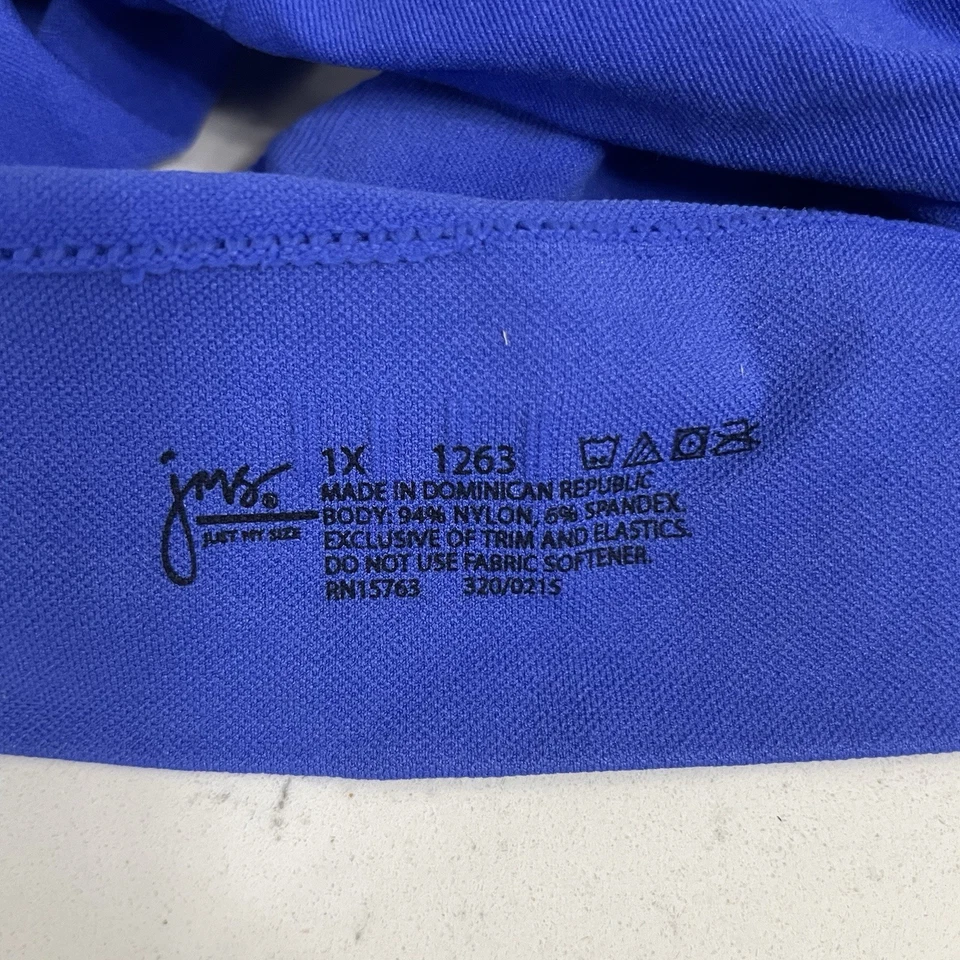 jms®
JUST MY SIZE
1X 1263
MADE IN DOMINICAN REPUBLIC
BODY: 94% NYLON, 6% SPANDEX.
EXCLUSIVE OF TRIM AND ELASTICS.
DO NOT USE FABRIC SOFTENER.
RN15763 320/021S